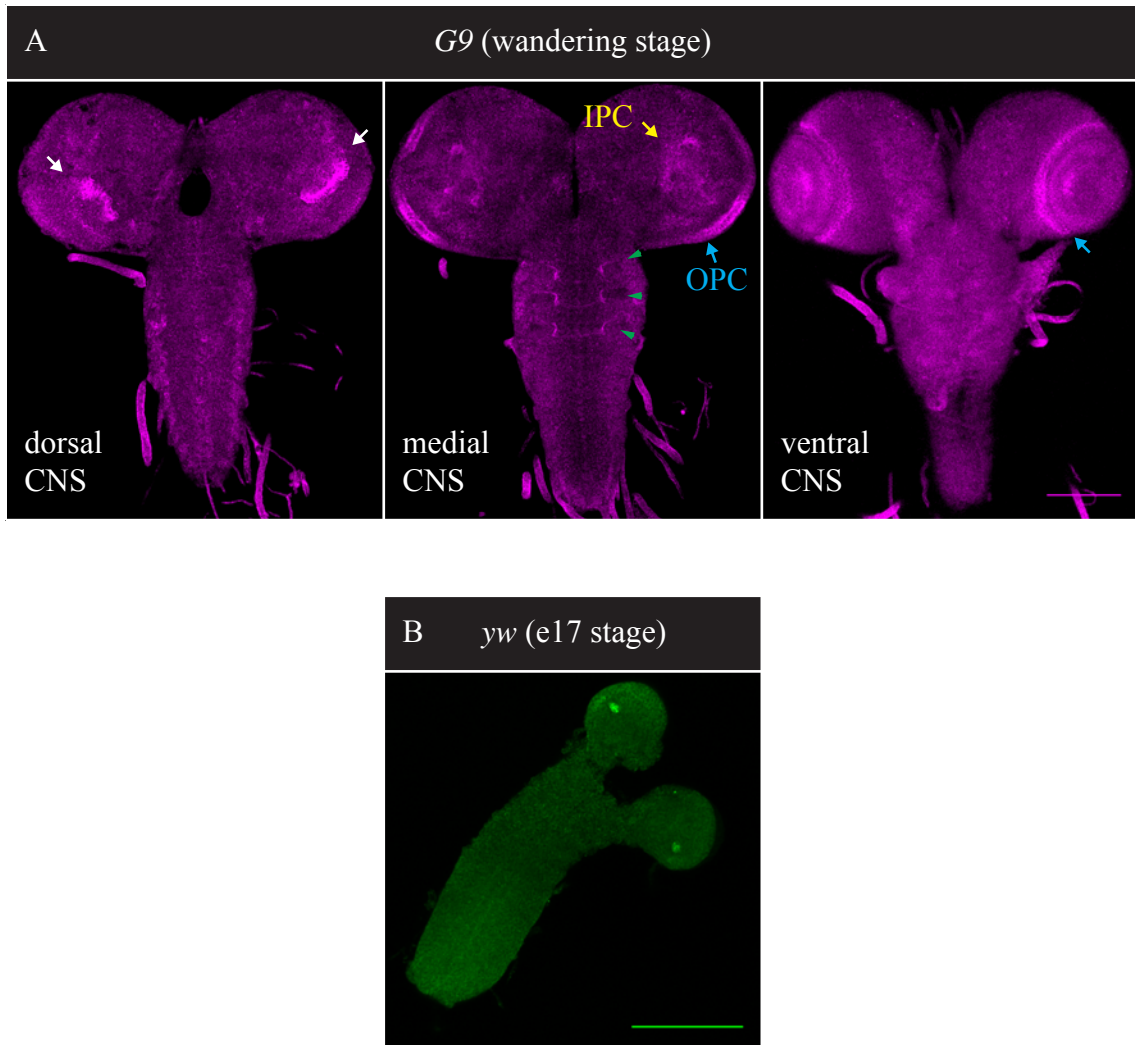 A
G9 (wandering stage)
IPC
OPC
dorsal
CNS
medial
CNS
ventral
CNS
B
yw (e17 stage)